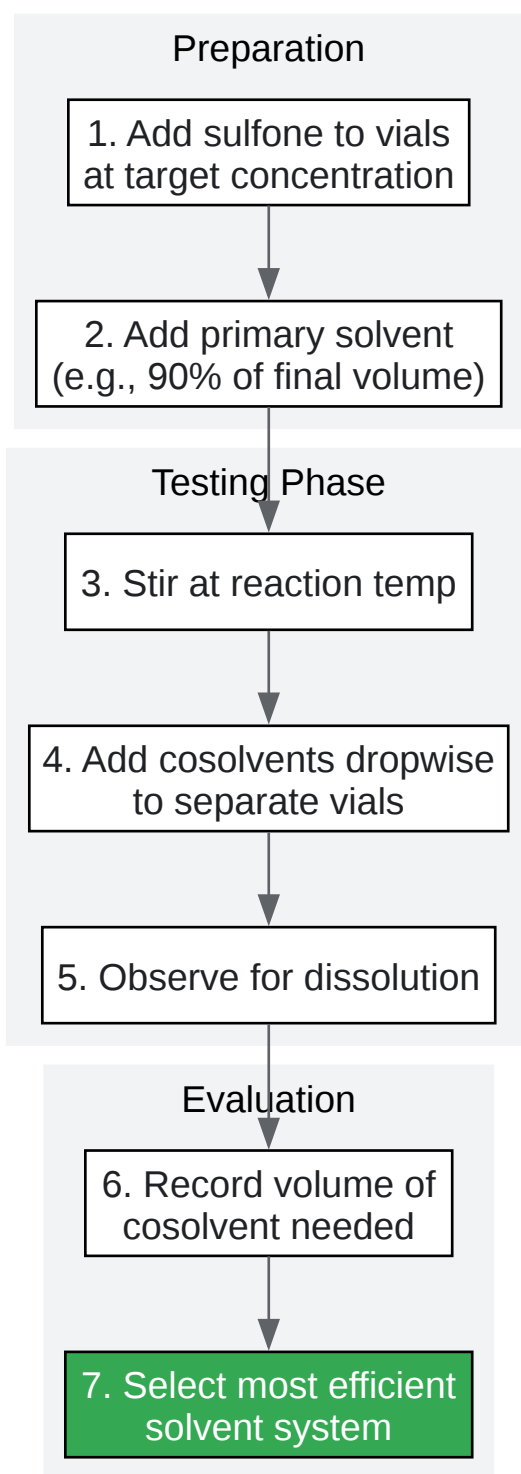 Preparation
1. Add sulfone to vials
at target concentration
2. Add primary solvent
(e.g., 90% of final volume)
Testing Phase
3. Stir at reaction temp
4. Add cosolvents dropwise
to separate vials
5. Observe for dissolution
Evaluation
6. Record volume of
cosolvent needed
7. Select most efficient
solvent system